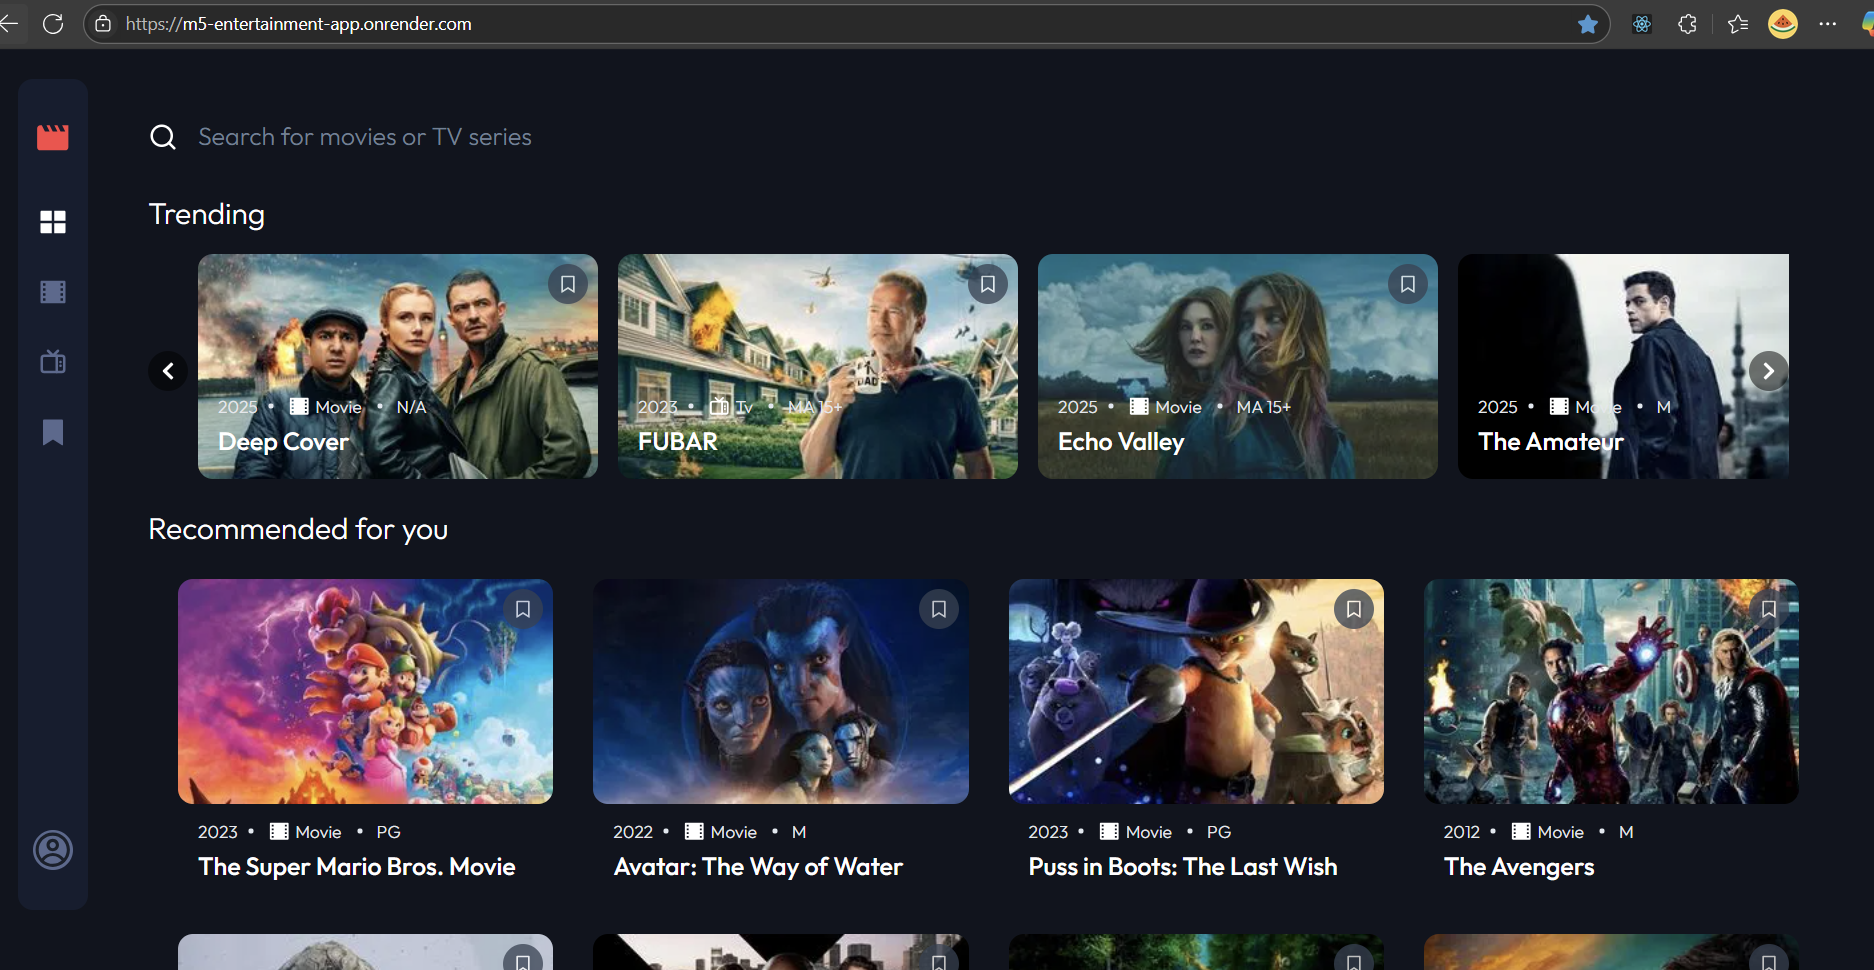 https://m5-entertainment-app.onrender.com
Search for movies or TV series
Trending
2025 • Movie • N/A
Deep Cover
2023 • Tv • MA 15+
FUBAR
DAD
2025 • Movie • MA 15+
Echo Valley
2025 • Movie • M
The Amateur
Recommended for you
2023 • Movie • PG
The Super Mario Bros. Movie
2022 • Movie • M
Avatar: The Way of Water
2023 • Movie • PG
Puss in Boots: The Last Wish
2012 • Movie • M
The Avengers